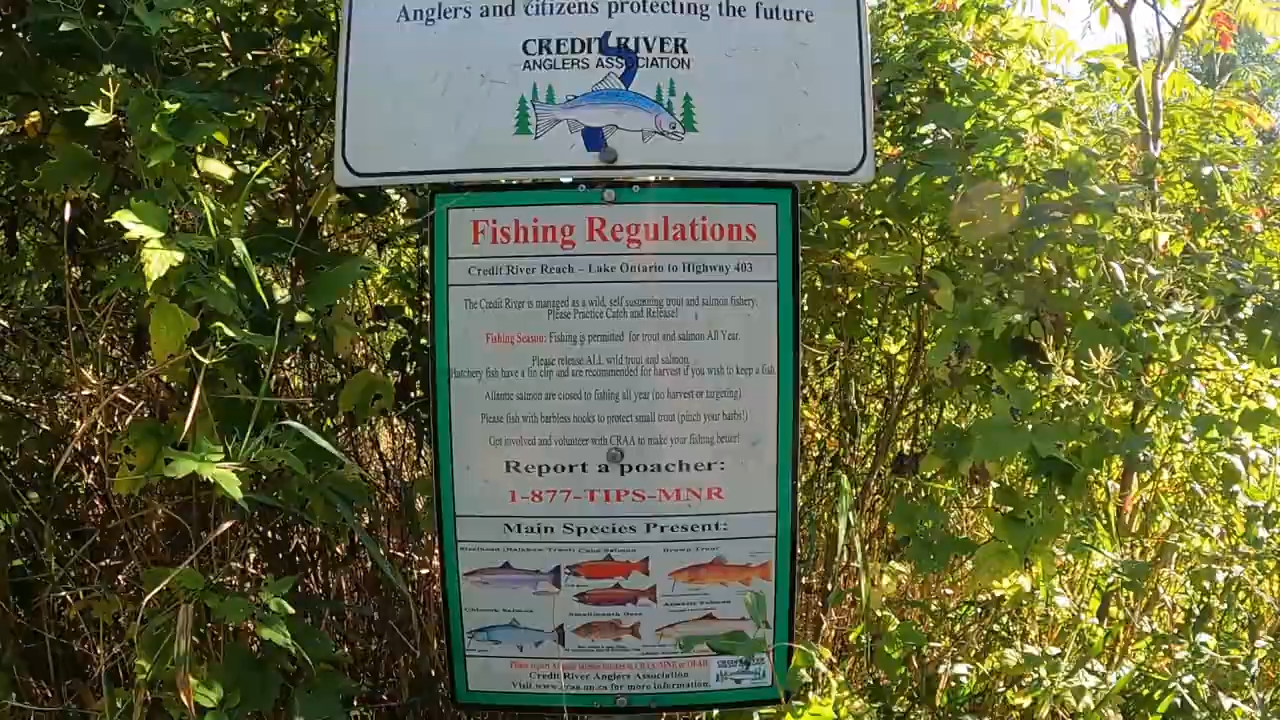 Anglers and citizens protecting the future
CREDIT RIVER
ANGLERS ASSOCIATION
Fishing Regulations
Credit River Reach – Lake Ontario to Highway 403
The Credit River is managed as a wild, self sustaining trout and salmon fishery.
Please Practice Catch and Release!
Fishing Season: Fishing is permitted for trout and salmon All Year.
Please release ALL wild trout and salmon.
Hatchery fish have a fin clip and are recommended for harvest if you wish to keep a fish.
Atlantic salmon are closed to fishing all year (no harvest or targeting)
Please fish with barbless hooks to protect small trout (pinch your barbs!)
Get involved and volunteer with CRAA to make your fishing better!
Report a poacher:
1-877-TIPS-MNR
Main Species Present:
Steelhead (Rainbow Trout) Coho Salmon Brown Trout
Chinook Salmon Smallmouth Bass Atlantic Salmon
Credit River Anglers Association
Visit www.craa.on.ca for more information.
CREDIT RIVER